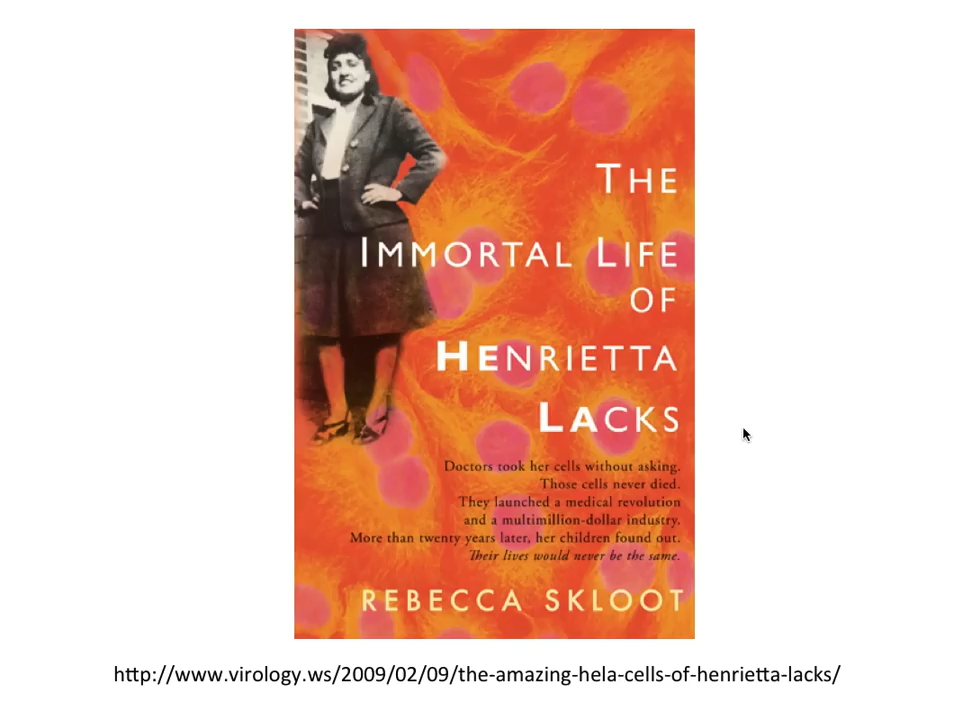 THE
IMMORTAL LIFE
OF
HENRIETTA
LACKS
Doctors took her cells without asking.
Those cells never died.
They launched a medical revolution
and a multimillion-dollar industry.
More than twenty years later, her children found out.
Their lives would never be the same.
REBECCA SKLOOT
http://www.virology.ws/2009/02/09/the-amazing-hela-cells-of-henrietta-lacks/